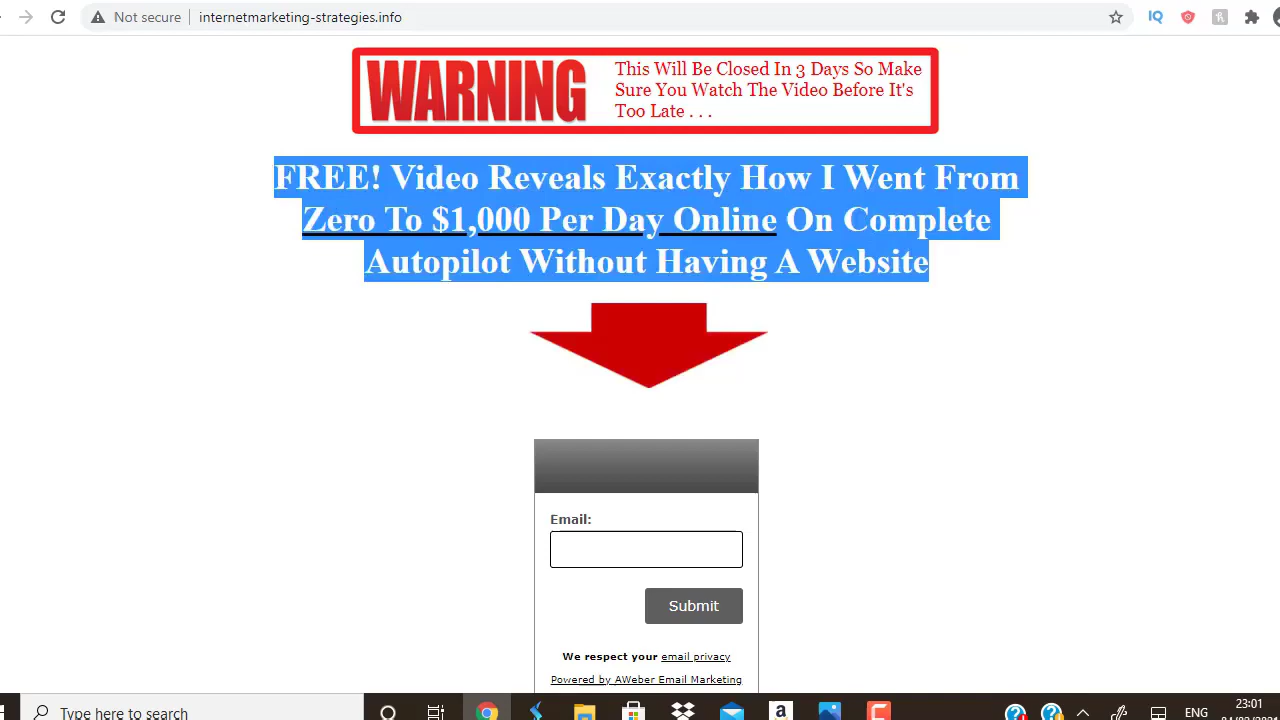 Not secure
internetmarketing-strategies.info
IQ
WARNING
This Will Be Closed In 3 Days So Make
Sure You Watch The Video Before It's
Too Late . . .
FREE! Video Reveals Exactly How I Went From
Zero To $1,000 Per Day Online On Complete
Autopilot Without Having A Website
Email:
Submit
We respect your email privacy
Powered by AWeber Email Marketing
Type here to search
a
?
?
ENG
23:01